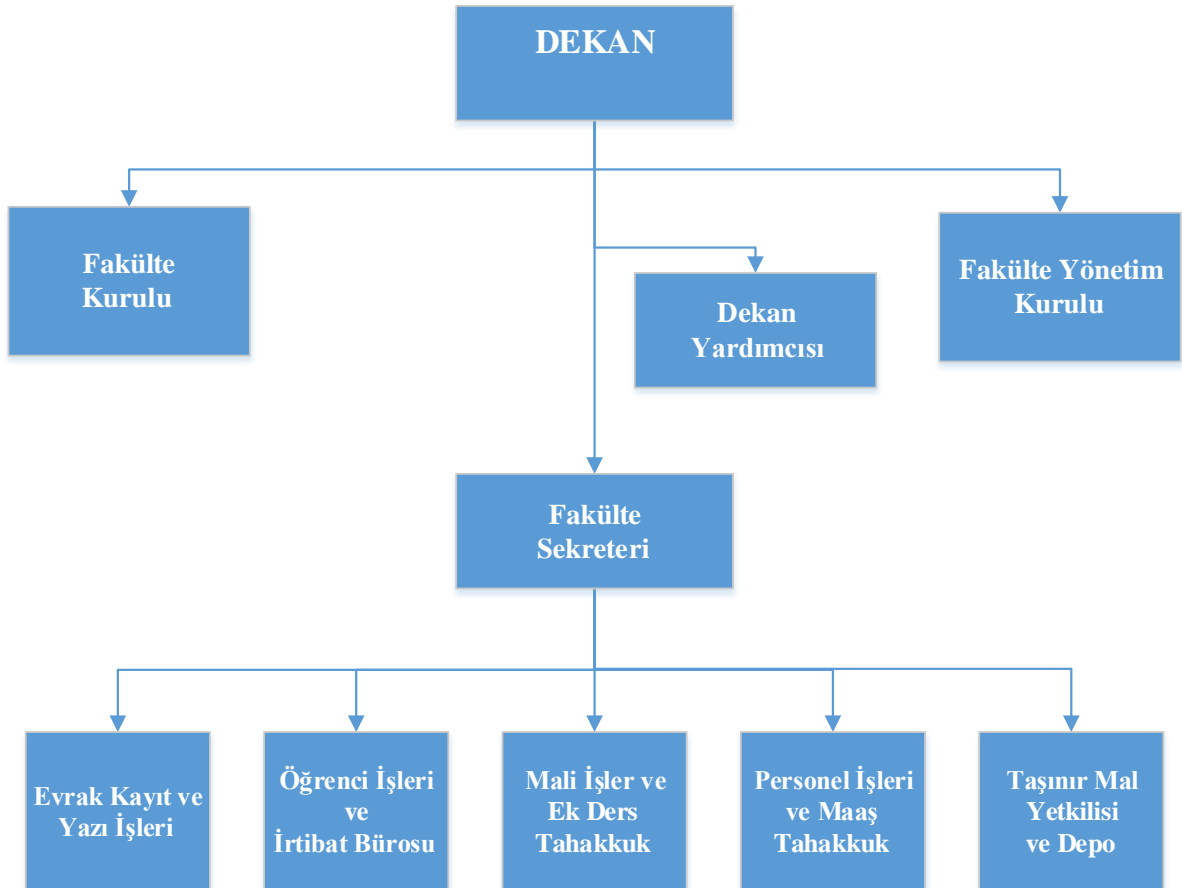 DEKAN
Fakülte
Kurulu
Dekan
Yardımcısı
Fakülte Yönetim
Kurulu
Fakülte
Sekreteri
Evrak Kayıt ve
Yazı İşleri
Öğrenci İşleri
ve
İrtibat Bürosu
Mali İşler ve
Ek Ders
Tahakkuk
Personel İşleri
ve Maaş
Tahakkuk
Taşınır Mal
Yetkilisi
ve Depo